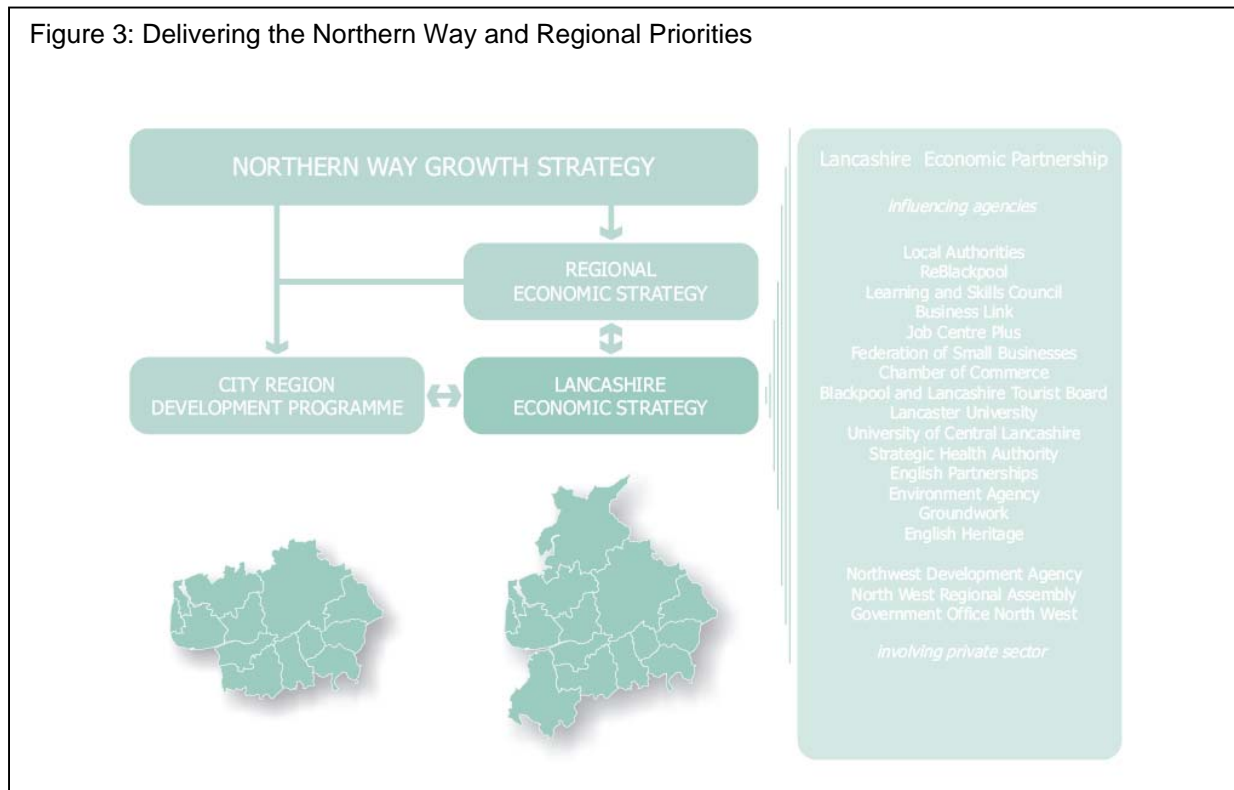 Figure 3: Delivering the Northern Way and Regional Priorities
NORTHERN WAY GROWTH STRATEGY
REGIONAL
ECONOMIC STRATEGY
CITY REGION
DEVELOPMENT PROGRAMME
LANCASHIRE
ECONOMIC STRATEGY
Lancashire Economic Partnership
influencing agencies
Local Authorities
ReBlackpool
Learning and Skills Council
Business Link
Job Centre Plus
Federation of Small Businesses
Chamber of Commerce
Blackpool and Lancashire Tourist Board
Lancaster University
University of Central Lancashire
Strategic Health Authority
English Partnerships
Environment Agency
Groundwork
English Heritage
Northwest Development Agency
North West Regional Assembly
Government Office North West
involving private sector